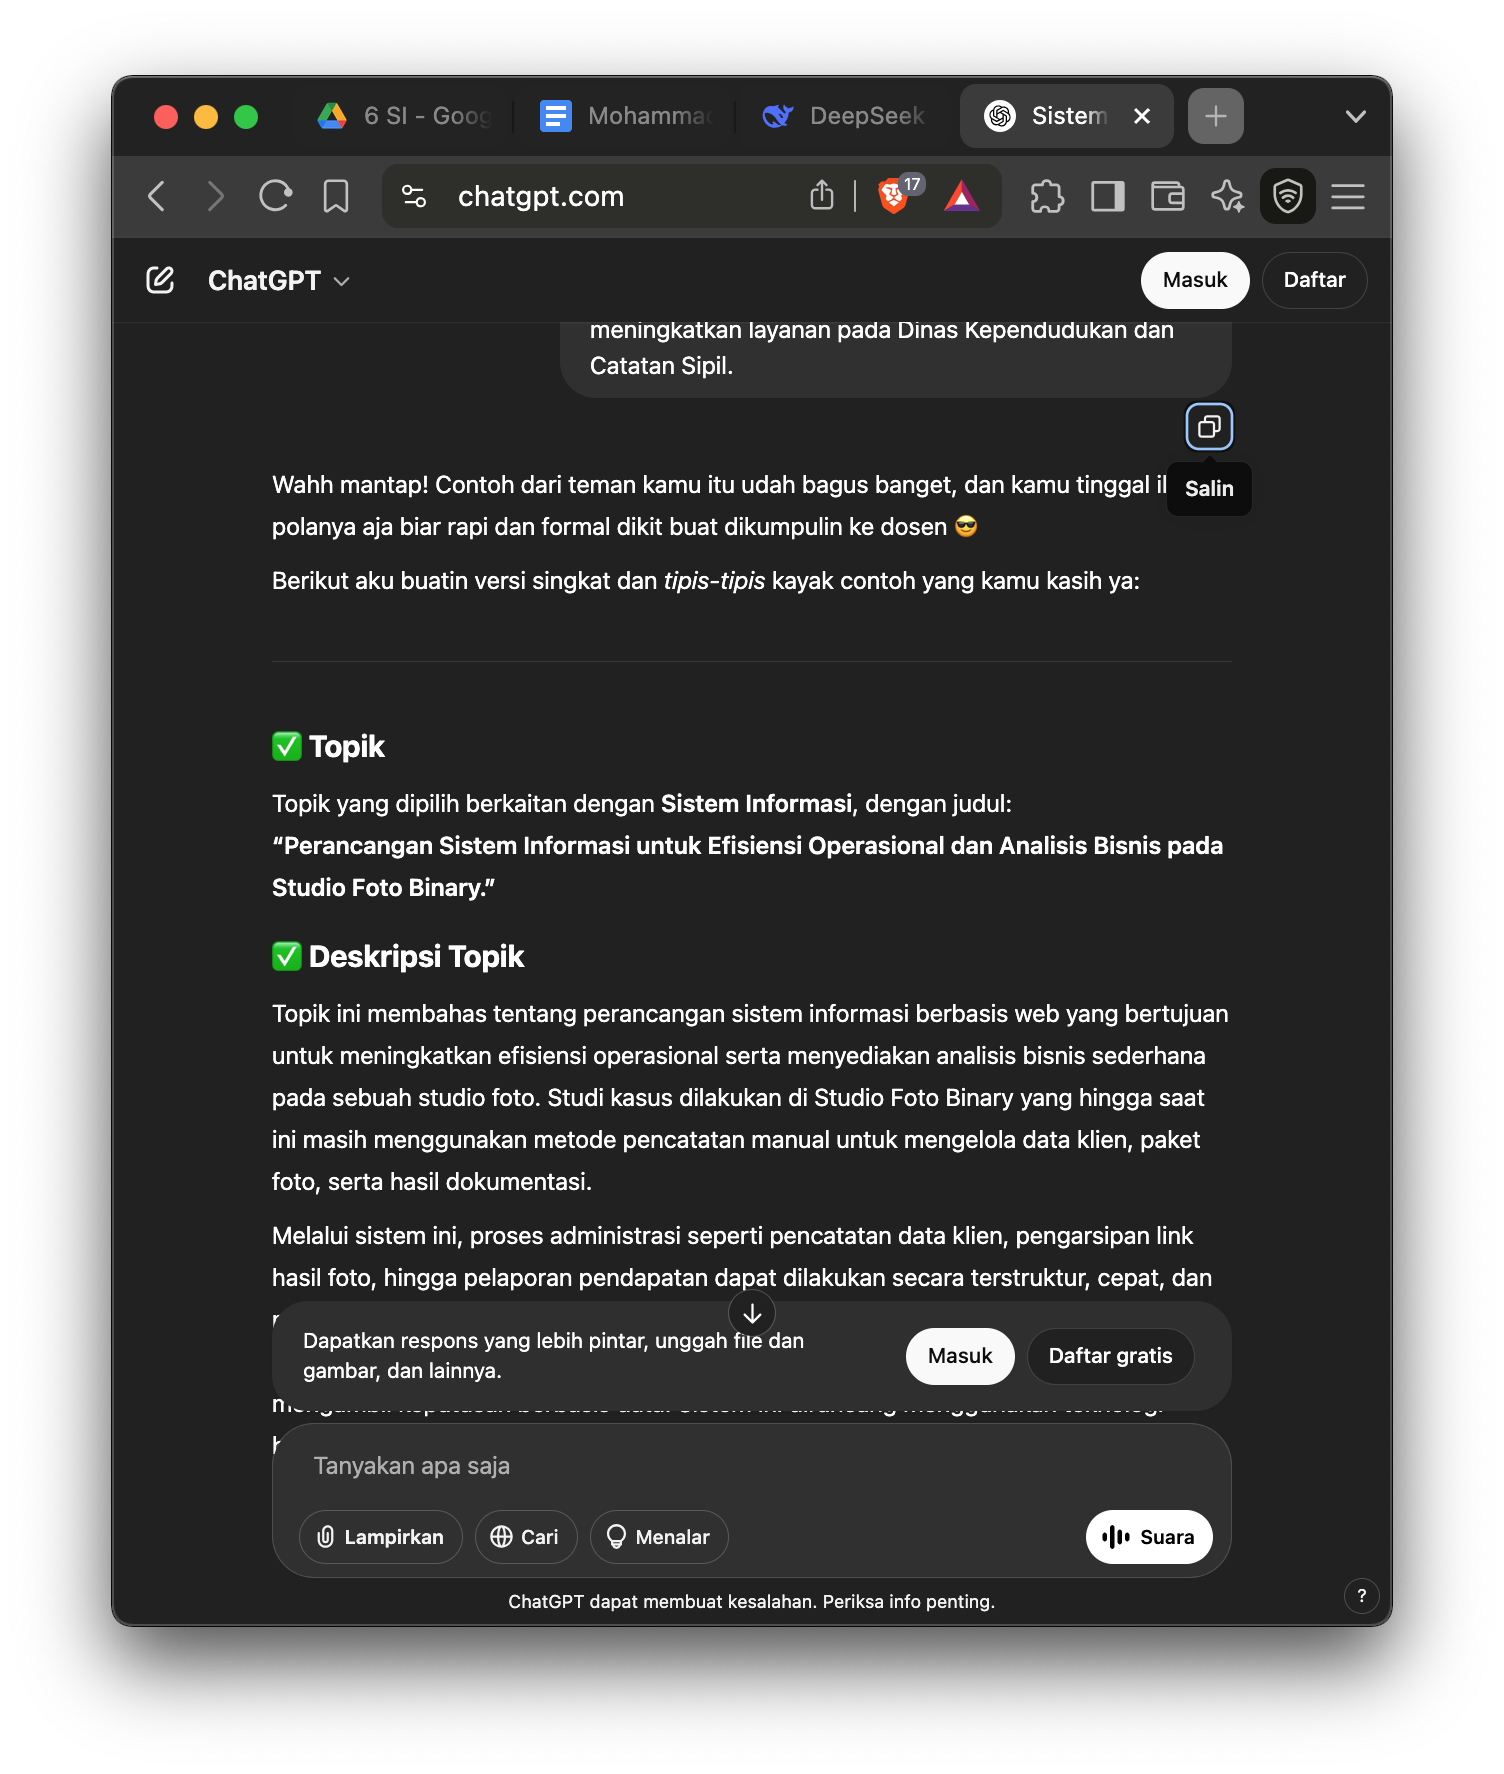 6 SI - Goog
Mohammad
DeepSeek
Sistem
chatgpt.com
17
ChatGPT
Masuk
Daftar
meningkatkan layanan pada Dinas Kependudukan dan
Catatan Sipil.
Salin
Wahh mantap! Contoh dari teman kamu itu udah bagus banget, dan kamu tinggal
polanya aja biar rapi dan formal dikit buat dikumpulin ke dosen 😎
Berikut aku buatin versi singkat dan tipis-tipis kayak contoh yang kamu kasih ya:
✅ Topik
Topik yang dipilih berkaitan dengan Sistem Informasi, dengan judul:
“Perancangan Sistem Informasi untuk Efisiensi Operasional dan Analisis Bisnis pada
Studio Foto Binary.”
✅ Deskripsi Topik
Topik ini membahas tentang perancangan sistem informasi berbasis web yang bertujuan
untuk meningkatkan efisiensi operasional serta menyediakan analisis bisnis sederhana
pada sebuah studio foto. Studi kasus dilakukan di Studio Foto Binary yang hingga saat
ini masih menggunakan metode pencatatan manual untuk mengelola data klien, paket
foto, serta hasil dokumentasi.
Melalui sistem ini, proses administrasi seperti pencatatan data klien, pengarsipan link
hasil foto, hingga pelaporan pendapatan dapat dilakukan secara terstruktur, cepat, dan
Dapatkan respons yang lebih pintar, unggah file dan
gambar, dan lainnya.
Masuk
Daftar gratis
Tanyakan apa saja
Lampirkan
Cari
Menalar
Suara
ChatGPT dapat membuat kesalahan. Periksa info penting.
?